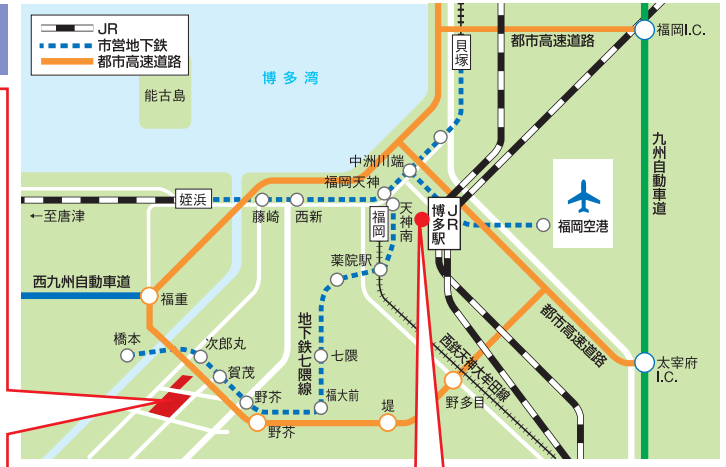 JR
市営地下鉄
都市高速道路
博多湾
能古島
貝塚
都市高速道路
福岡I.C.
九州自動車道
中洲川端
福岡天神
姪浜
←至唐津
藤崎
西新
福岡
天神南
JR
博多駅
福岡空港
薬院駅
西九州自動車道
福重
橋本
次郎丸
賀茂
野芥
地下鉄七隈線
七隈
福大前
野芥
堤
野多目
西鉄天神大牟田線
都市高速道路
太宰府
I.C.